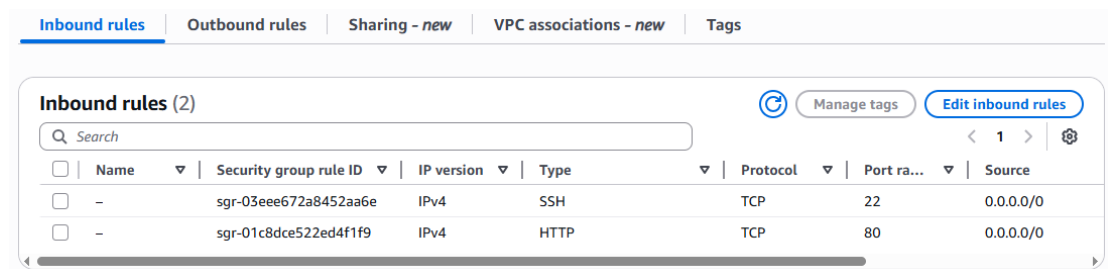 Inbound rules Outbound rules Sharing - new VPC associations - new Tags
Inbound rules (2) Manage tags Edit inbound rules
Search 1
Name Security group rule ID IP version Type Protocol Port ra... Source
– sgr-03eee672a8452aa6e IPv4 SSH TCP 22 0.0.0.0/0
– sgr-01c8dce522ed4f1f9 IPv4 HTTP TCP 80 0.0.0.0/0